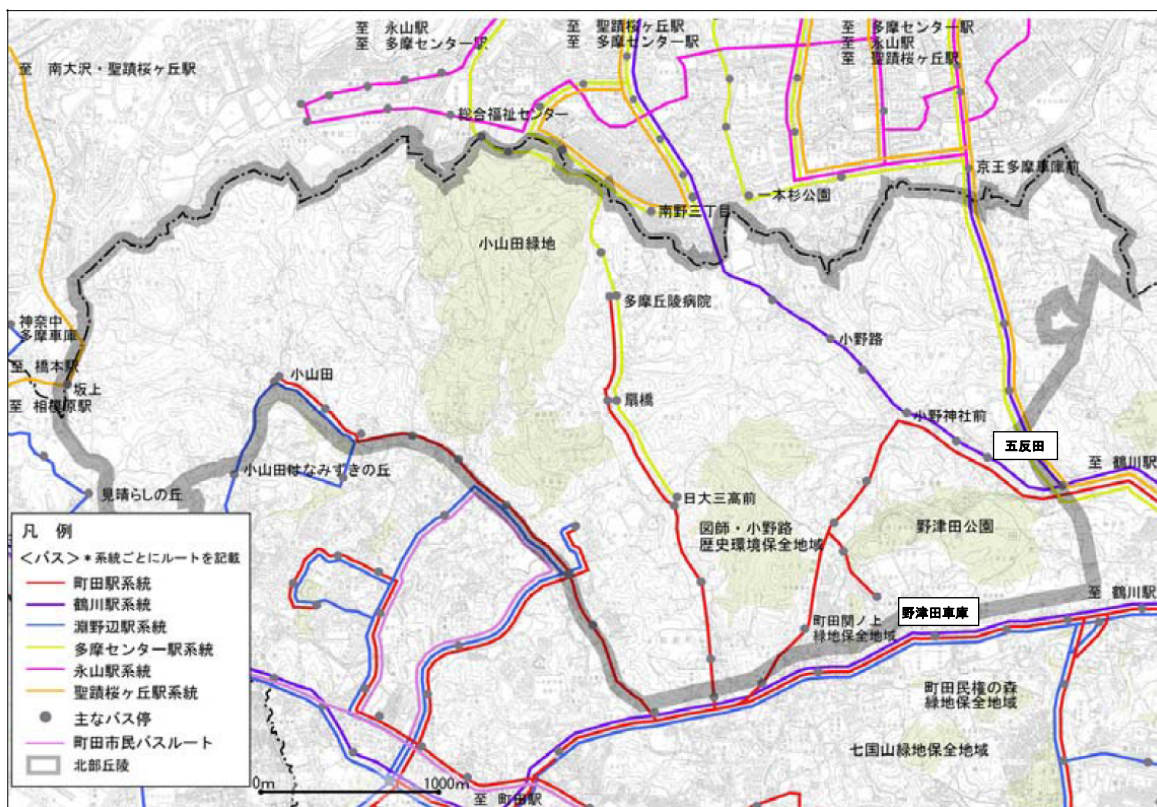 至 永山駅
至 多摩センター駅
至 聖蹟桜ヶ丘駅
至 多摩センター駅
至 多摩センター駅
至 永山駅
至 聖蹟桜ヶ丘駅
至 南大沢・聖蹟桜ヶ丘駅
総合福祉センター
京王多摩車庫前
一本杉公園
南野三丁目
小山田緑地
多摩丘陵病院
神奈中
多摩車庫
小野路
至 橋本駅
坂上
至 相模原駅
小山田
扇橋
小野神社前
五反田
至 鶴川駅
小山田はなみずきの丘
見晴らしの丘
日大三高前
図師・小野路
歴史環境保全地域
野津田公園
凡 例
<バス> *系統ごとにルートを記載
町田駅系統
鶴川駅系統
淵野辺駅系統
多摩センター駅系統
永山駅系統
聖蹟桜ヶ丘駅系統
主なバス停
町田市民バスルート
北部丘陵
至 鶴川駅
野津田車庫
町田関ノ上
緑地保全地域
町田民権の森
緑地保全地域
七国山緑地保全地域
0m
1000m
至 町田駅